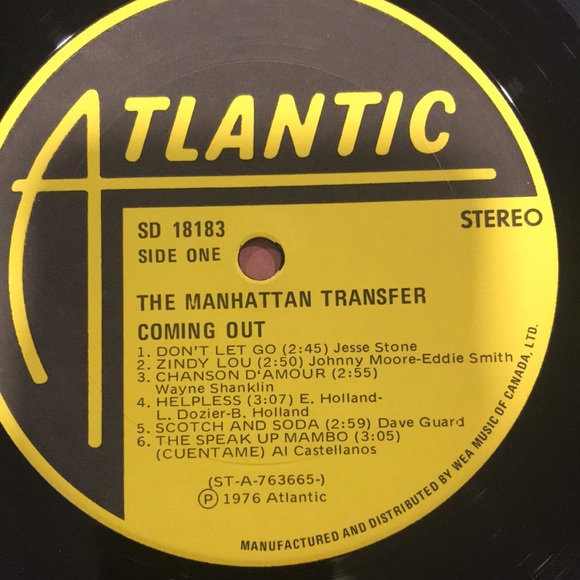 ATLANTIC
STEREO
SD 18183
SIDE ONE
THE MANHATTAN TRANSFER
COMING OUT
1. DON'T LET GO (2:45) Jesse Stone
2. ZINDY LOU (2:50) Johnny Moore-Eddie Smith
3. CHANSON D'AMOUR (2:55)
Wayne Shanklin
4. HELPLESS (3:07) E. Holland-
L. Dozier-B. Holland
5. SCOTCH AND SODA (2:59) Dave Guard
6. THE SPEAK UP MAMBO (3:05)
(CUENTAME) Al Castellanos
(ST-A-763665-)
Ⓟ 1976 Atlantic
MANUFACTURED AND DISTRIBUTED BY WEA MUSIC OF CANADA, LTD.